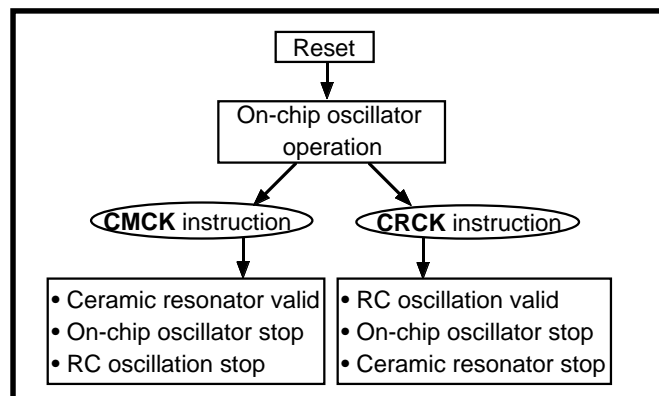 Reset
On-chip oscillator
operation
CMCK instruction
CRCK instruction
• Ceramic resonator valid
• On-chip oscillator stop
• RC oscillation stop
• RC oscillation valid
• On-chip oscillator stop
• Ceramic resonator stop